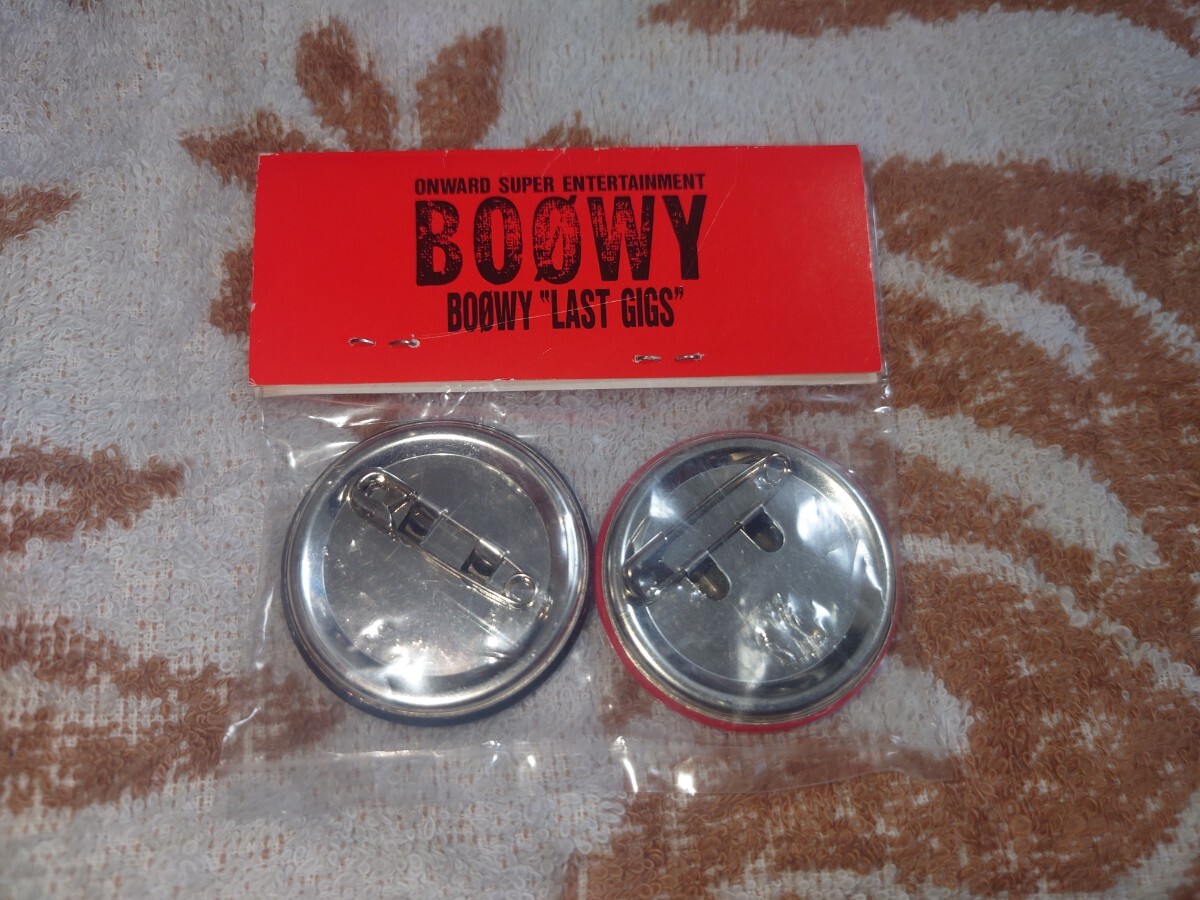 ONWARD SUPER ENTERTAINMENT
BOØWY
BOØWY "LAST GIGS"